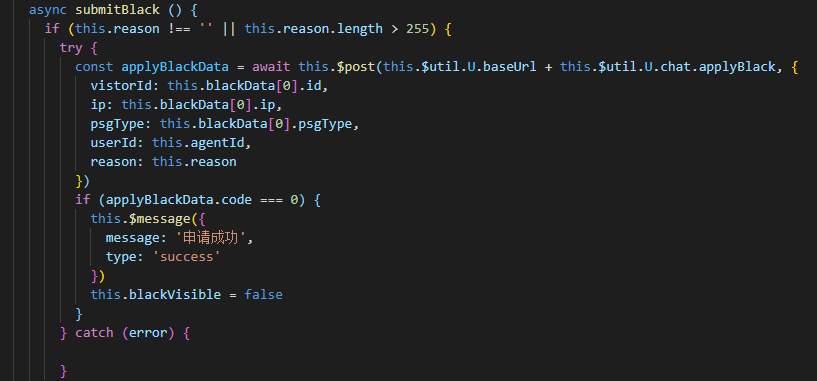 async submitBlack () {
if (this.reason !== '' || this.reason.length > 255) {
try {
const applyBlackData = await this.$post(this.$util.U.baseUrl + this.$util.U.chat.applyBlack, {
vistorId: this.blackData[0].id,
ip: this.blackData[0].ip,
psgType: this.blackData[0].psgType,
userId: this.agentId,
reason: this.reason
})
if (applyBlackData.code === 0) {
this.$message({
message: '申请成功',
type: 'success'
})
this.blackVisible = false
}
} catch (error) {
}